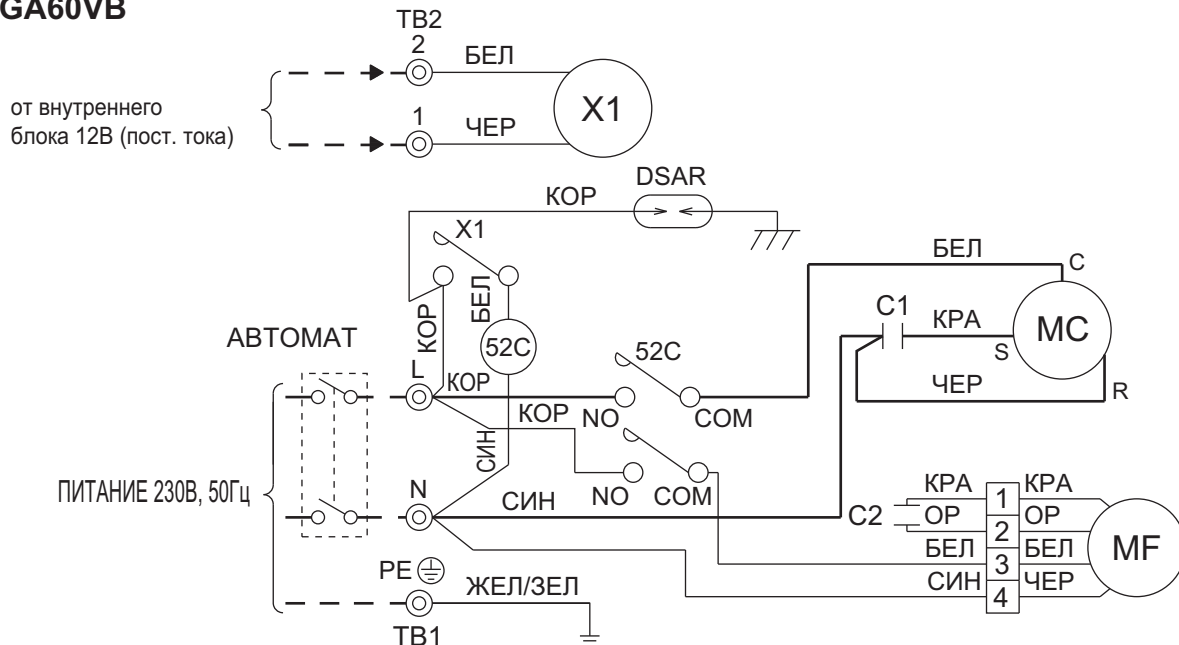 GA60VB
TB2
2
БЕЛ
от внутреннего
блока 12В (пост. тока)
1
ЧЕР
X1
DSAR
КОР
X1
БЕЛ
КОР
БЕЛ
C
C1
КРА
MC
S
АВТОМАТ
52C
52C
L
КОР
ЧЕР
R
КОР
NO
COM
СИН
NO
COM
ПИТАНИЕ 230В, 50Гц
N
СИН
КРА
1
КРА
C2
ОР
2
ОР
MF
БЕЛ
3
БЕЛ
СИН
4
ЧЕР
PE
ЖЕЛ/ЗЕЛ
TB1